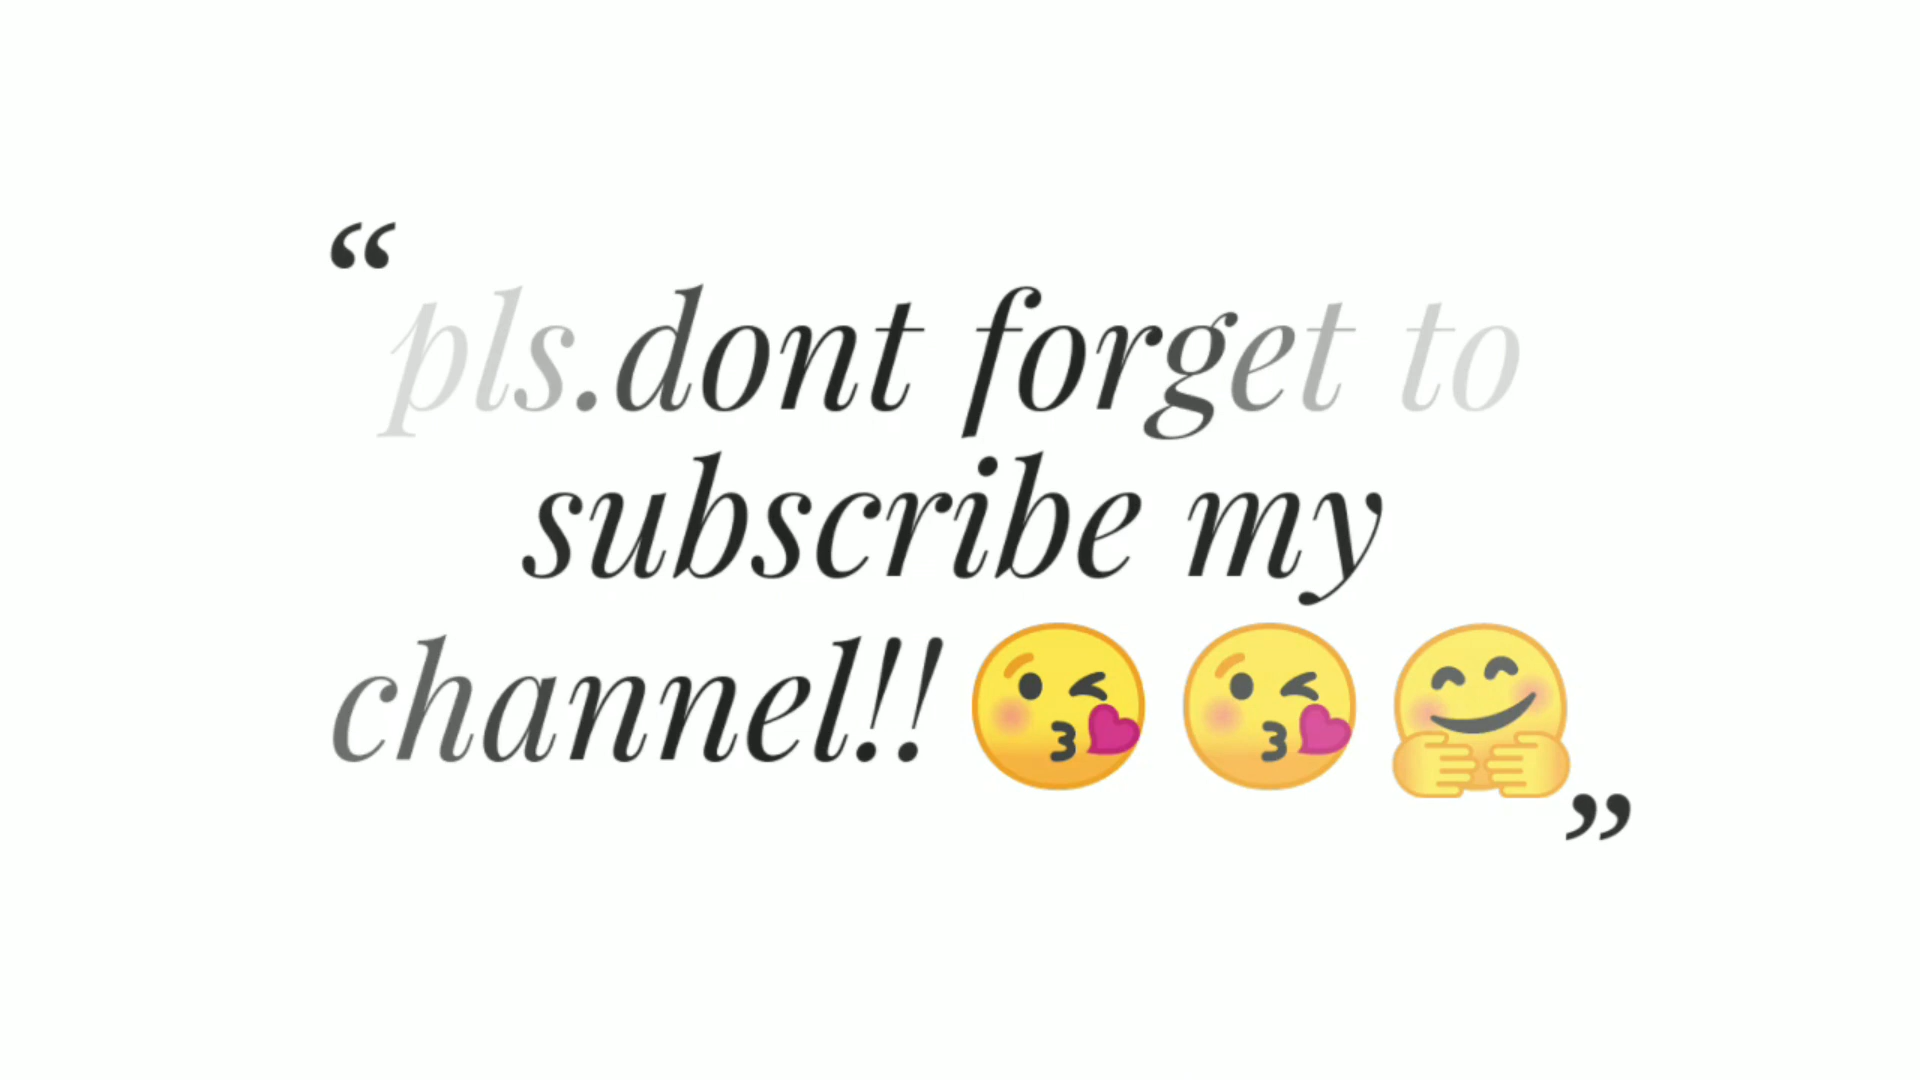 “
pls.dont forget to
subscribe my
channel!! 😘 😘 🤗
”